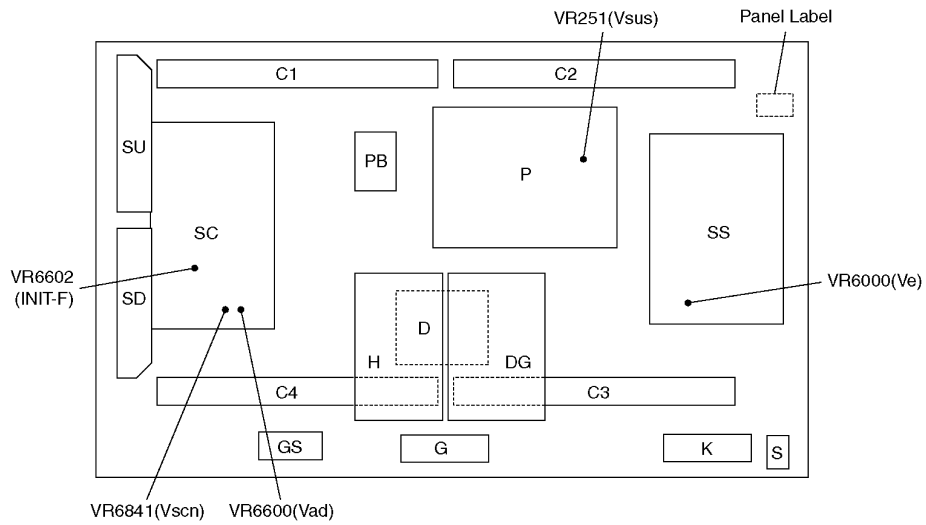 VR251(Vsus)
Panel Label
C1
C2
SU
PB
P
SC
SS
VR6602
(INIT-F)
SD
VR6000(Ve)
D
H
DG
C4
C3
GS
G
K
S
VR6841(Vscn)
VR6600(Vad)